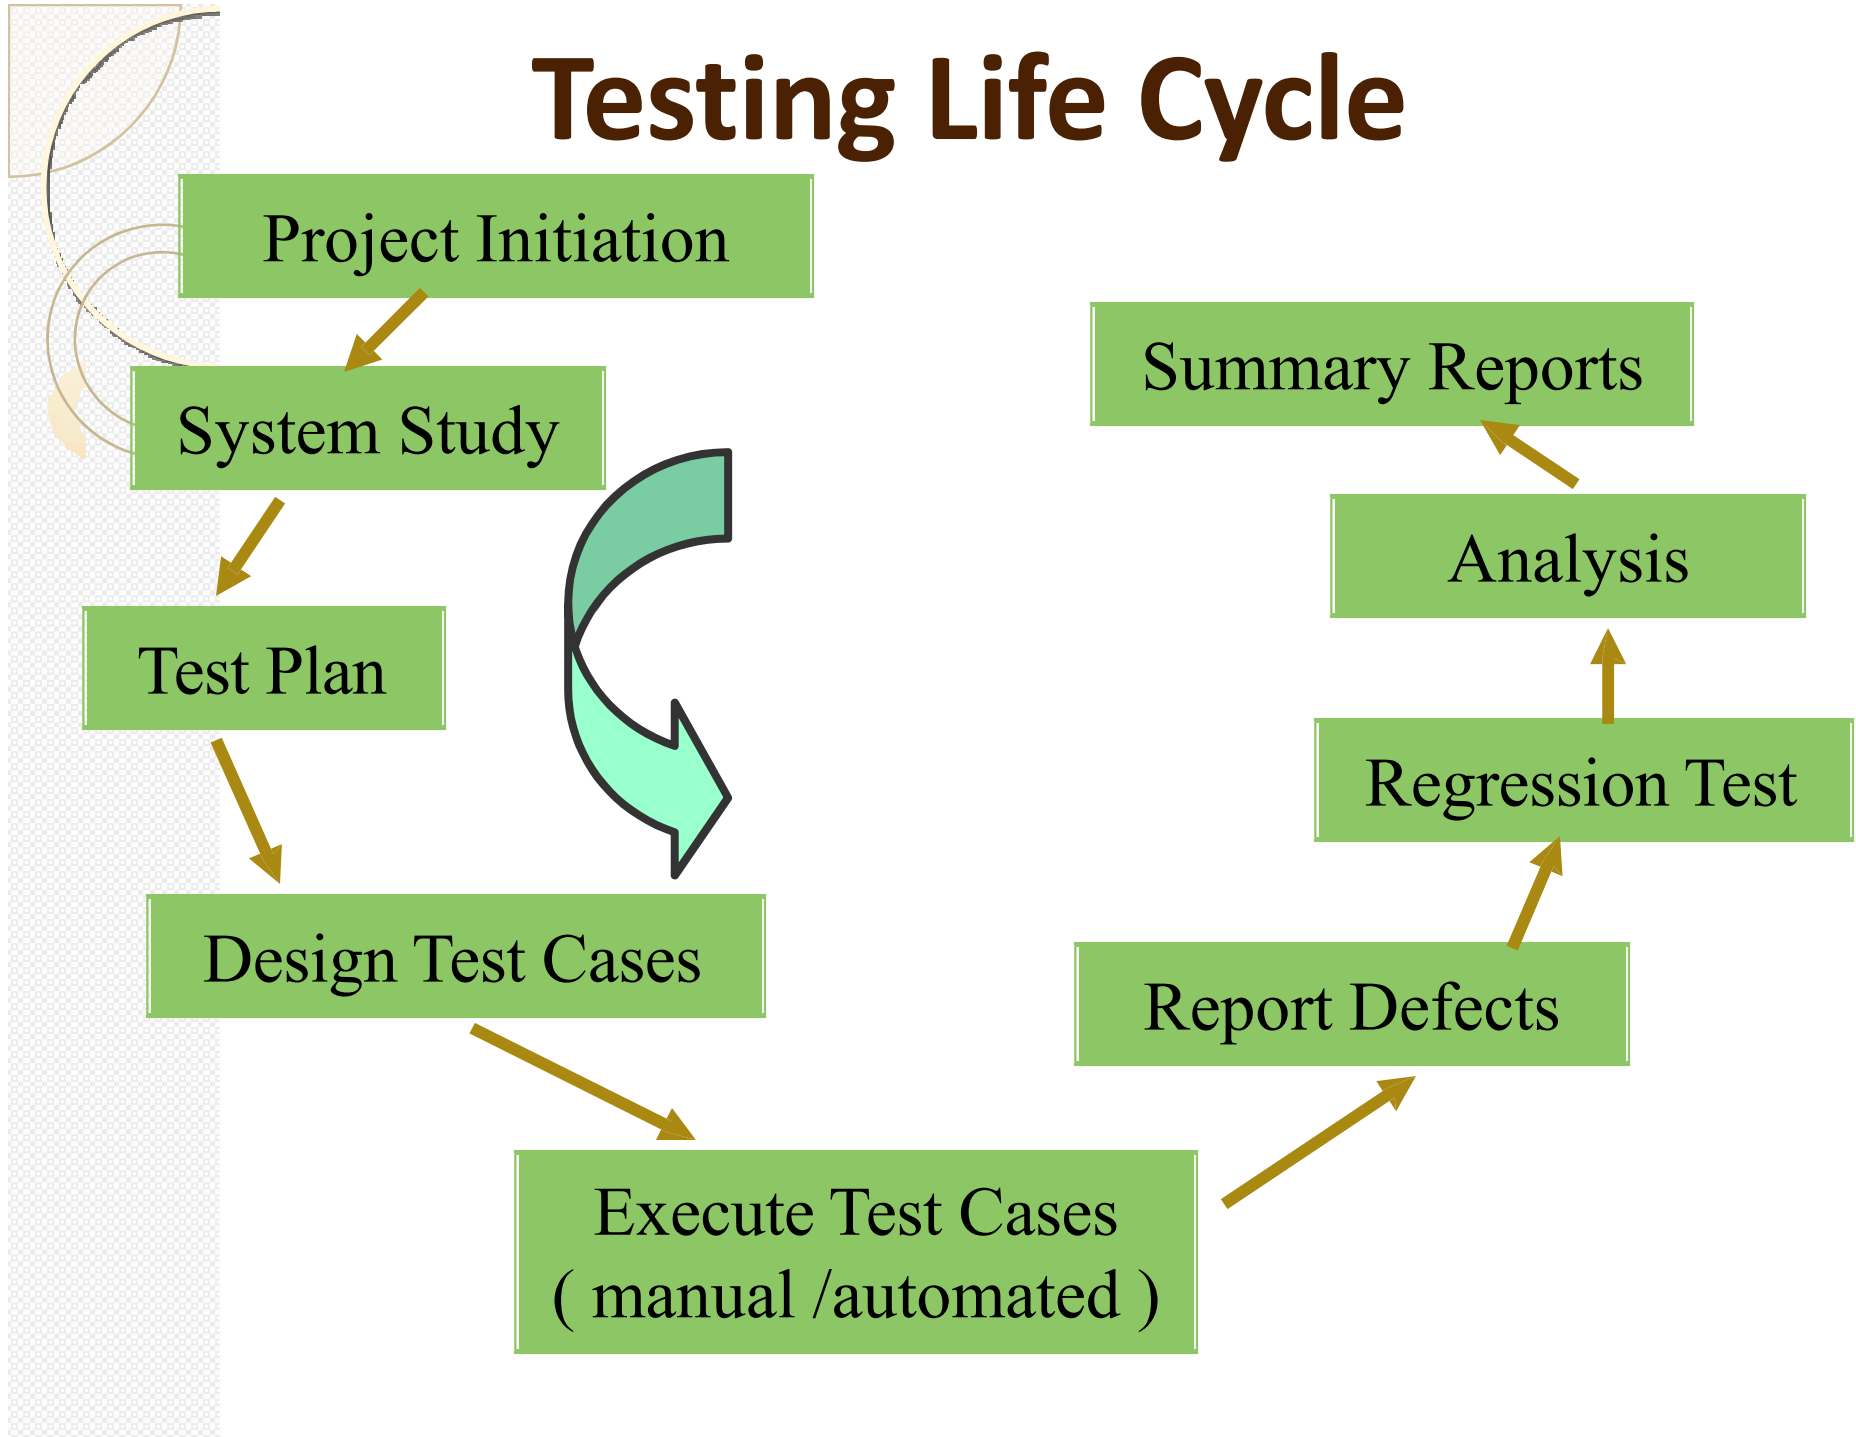 Testing Life Cycle
Project Initiation
System Study
Test Plan
Design Test Cases
Execute Test Cases
( manual /automated )
Report Defects
Regression Test
Analysis
Summary Reports